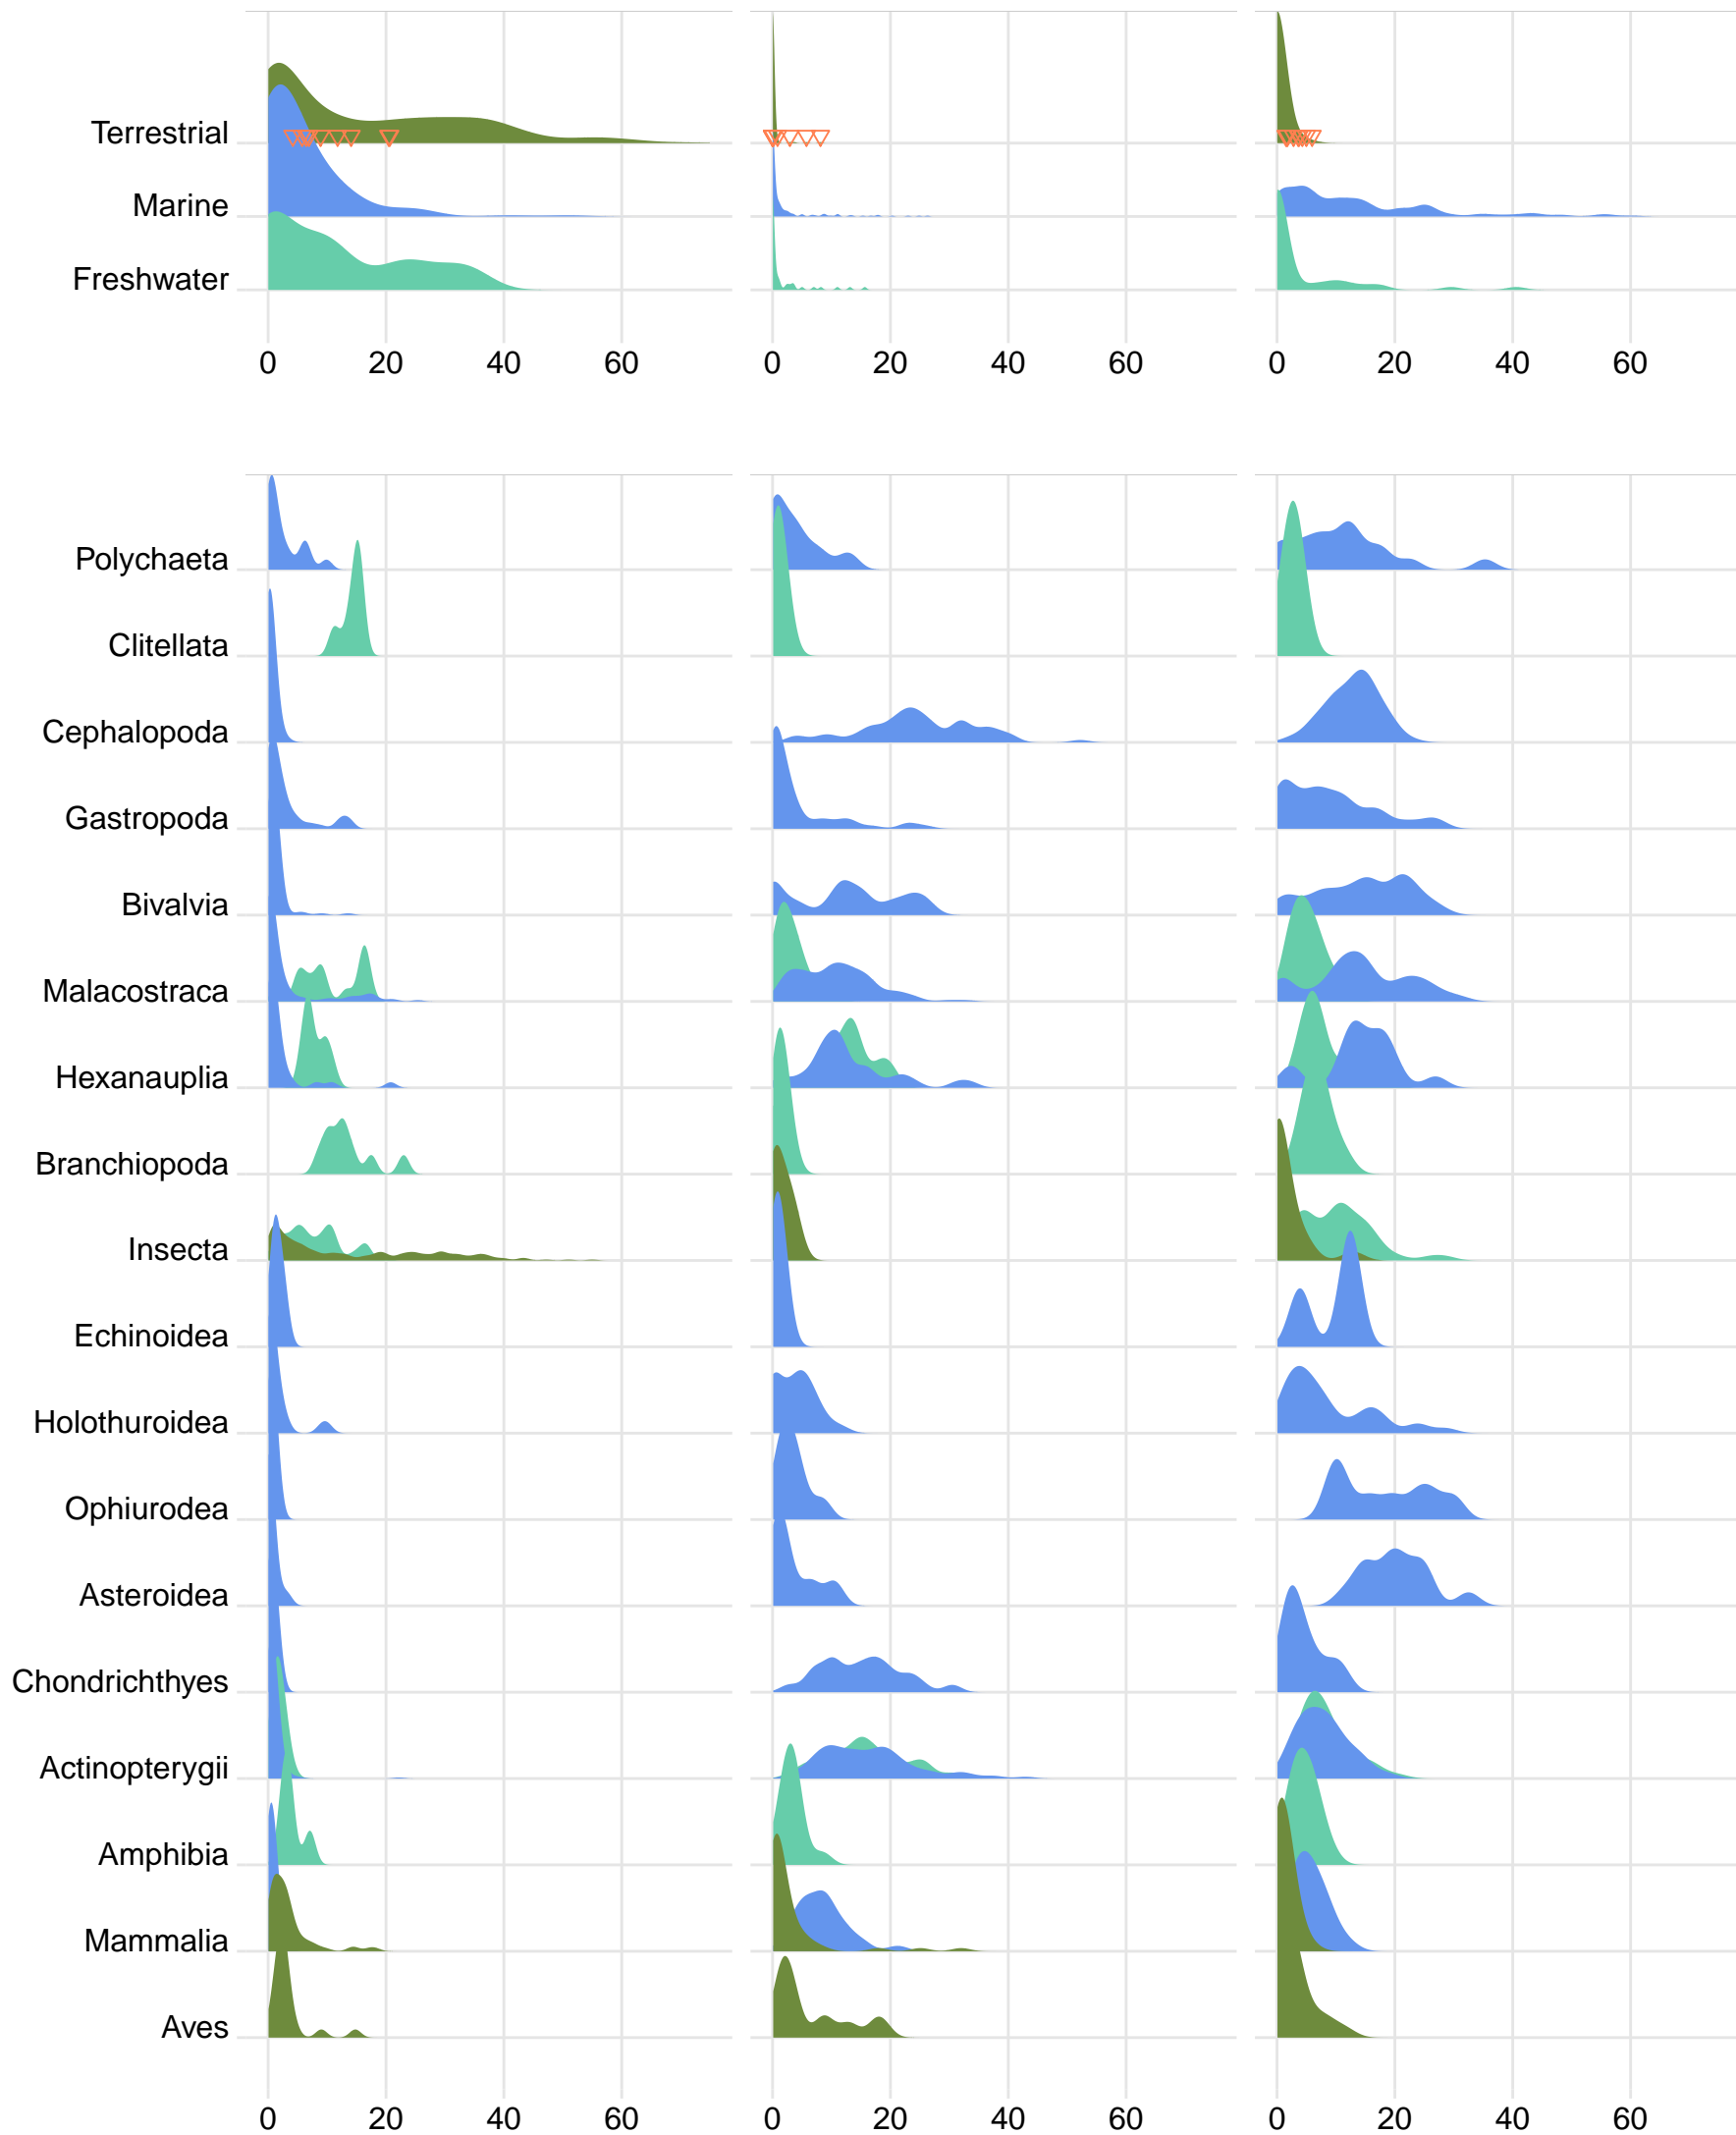 Terrestrial
Marine
Freshwater
0 20 40 60 0 20 40 60 0 20 40 60
Polychaeta
Clitellata
Cephalopoda
Gastropoda
Bivalvia
Malacostraca
Hexanauplia
Branchiopoda
Insecta
Echinoidea
Holothuroidea
Ophiurodea
Asteroidea
Chondrichthyes
Actinopterygii
Amphibia
Mammalia
Aves
0 20 40 60 0 20 40 60 0 20 40 60